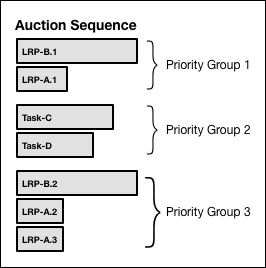 Auction Sequence
LRP-B.1
LRP-A.1
Priority Group 1
Task-C
Task-D
Priority Group 2
LRP-B.2
LRP-A.2
LRP-A.3
Priority Group 3